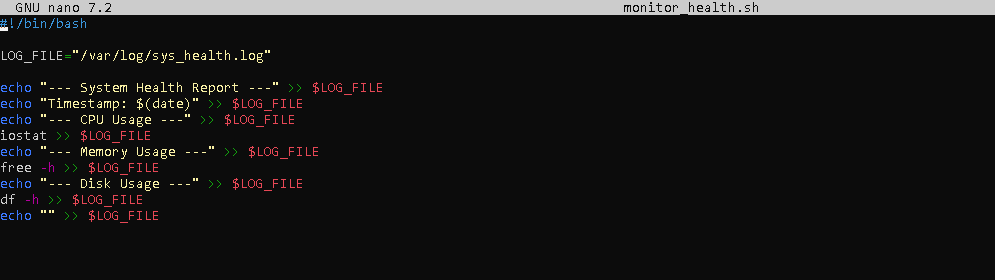 GNU nano 7.2 monitor_health.sh
#!/bin/bash
LOG_FILE="/var/log/sys_health.log"
echo "--- System Health Report ---" >> $LOG_FILE
echo "Timestamp: $(date)" >> $LOG_FILE
echo "--- CPU Usage ---" >> $LOG_FILE
iostat >> $LOG_FILE
echo "--- Memory Usage ---" >> $LOG_FILE
free -h >> $LOG_FILE
echo "--- Disk Usage ---" >> $LOG_FILE
df -h >> $LOG_FILE
echo "" >> $LOG_FILE